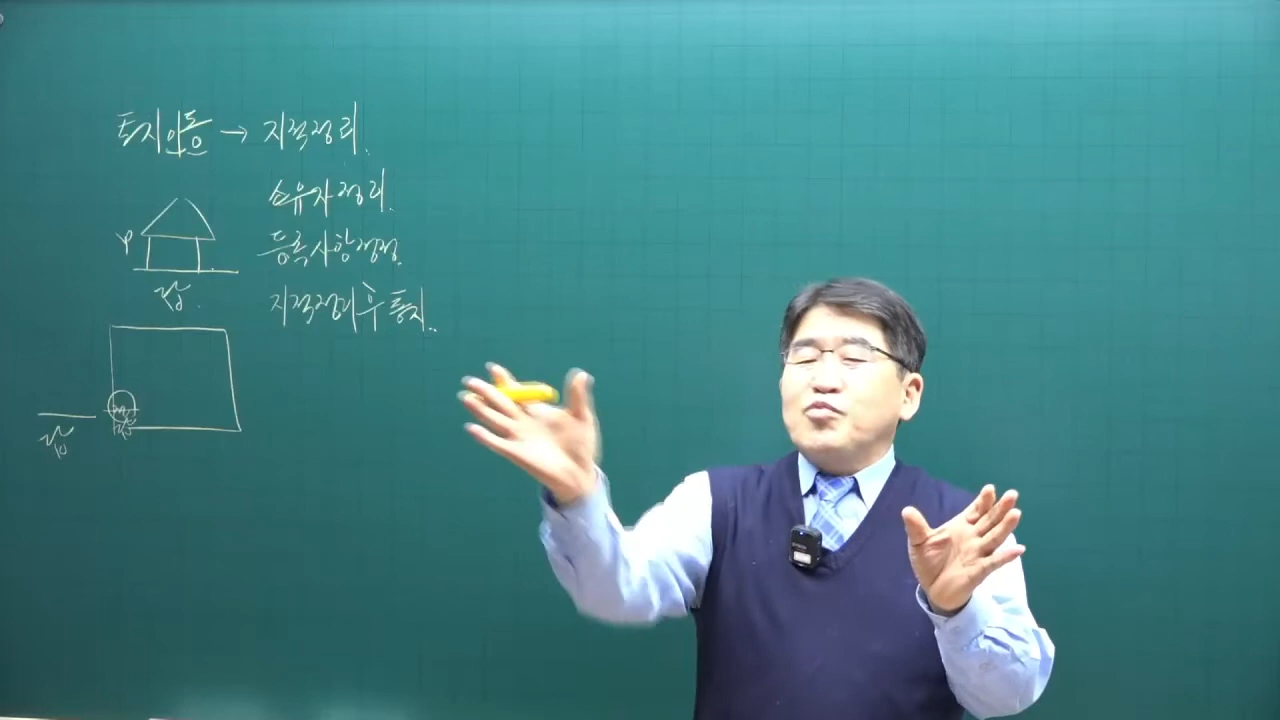 토지이동 → 지적정리.
소유자정리.
등록사항정정.
지적정리 후 통지..